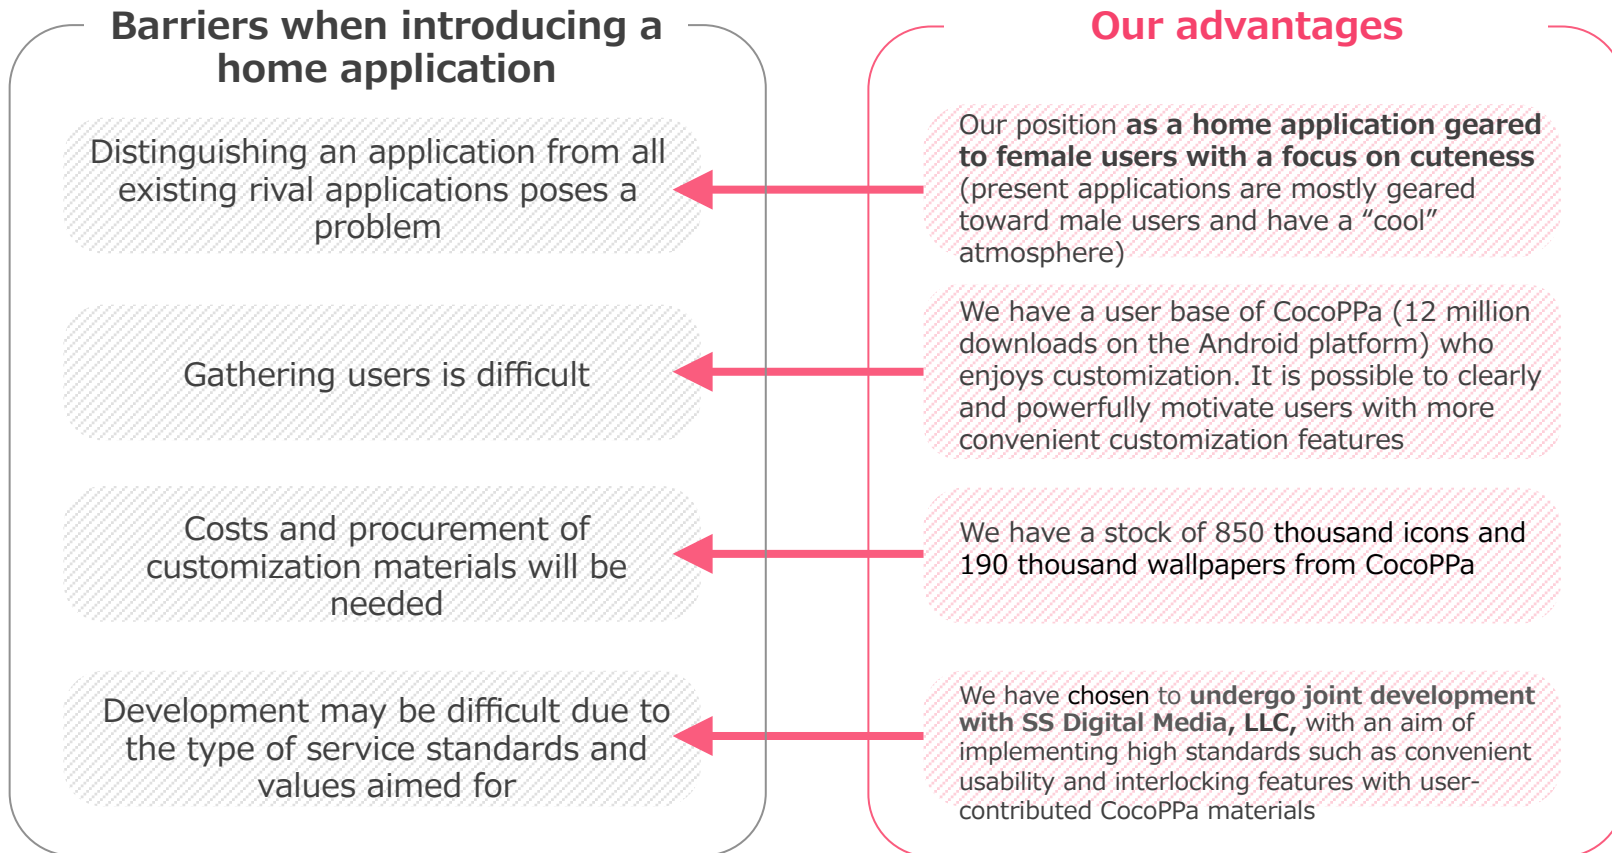 Barriers when introducing a
home application
Distinguishing an application from all
existing rival applications poses a
problem
Gathering users is difficult
Costs and procurement of
customization materials will be
needed
Development may be difficult due to
the type of service standards and
values aimed for
Our advantages
Our position as a home application geared
to female users with a focus on cuteness
(present applications are mostly geared
toward male users and have a “cool”
atmosphere)
We have a user base of CocoPPa (12 million
downloads on the Android platform) who
enjoys customization. It is possible to clearly
and powerfully motivate users with more
convenient customization features
We have a stock of 850 thousand icons and
190 thousand wallpapers from CocoPPa
We have chosen to undergo joint development
with SS Digital Media, LLC, with an aim of
implementing high standards such as convenient
usability and interlocking features with user-
contributed CocoPPa materials